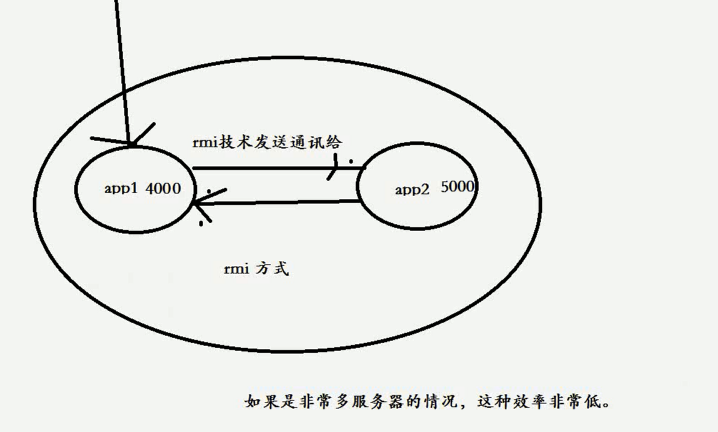 rmi技术发送通讯给
app1 4000
app2 5000
rmi 方式
如果是非常多服务器的情况，这种效率非常低。